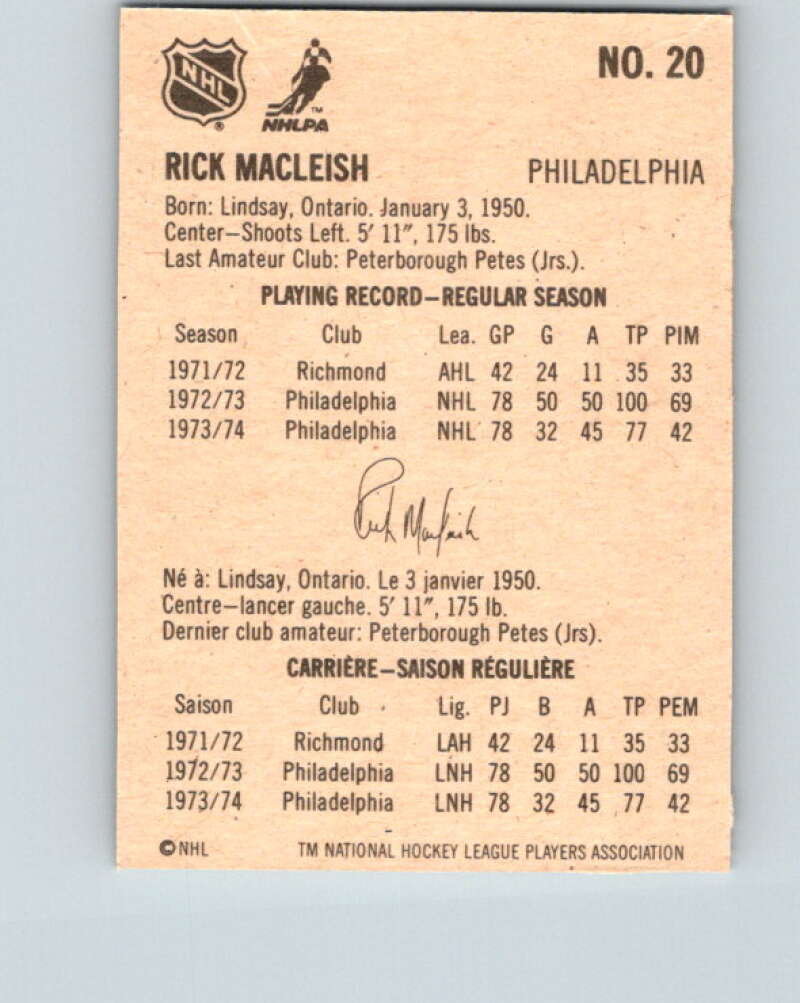 NHL ® TM NHLPA NO. 20
RICK MACLEISH PHILADELPHIA
Born: Lindsay, Ontario. January 3, 1950.
Center–Shoots Left. 5′ 11″, 175 lbs.
Last Amateur Club: Peterborough Petes (Jrs.).
PLAYING RECORD–REGULAR SEASON
Season Club Lea. GP G A TP PIM
1971/72 Richmond AHL 42 24 11 35 33
1972/73 Philadelphia NHL 78 50 50 100 69
1973/74 Philadelphia NHL 78 32 45 77 42
Rick MacLeish
Né à: Lindsay, Ontario. Le 3 janvier 1950.
Centre–lancer gauche. 5′ 11″, 175 lb.
Dernier club amateur: Peterborough Petes (Jrs).
CARRIÈRE–SAISON RÉGULIÈRE
Saison Club Lig. PJ B A TP PEM
1971/72 Richmond LAH 42 24 11 35 33
1972/73 Philadelphia LNH 78 50 50 100 69
1973/74 Philadelphia LNH 78 32 45 77 42
© NHL TM NATIONAL HOCKEY LEAGUE PLAYERS ASSOCIATION